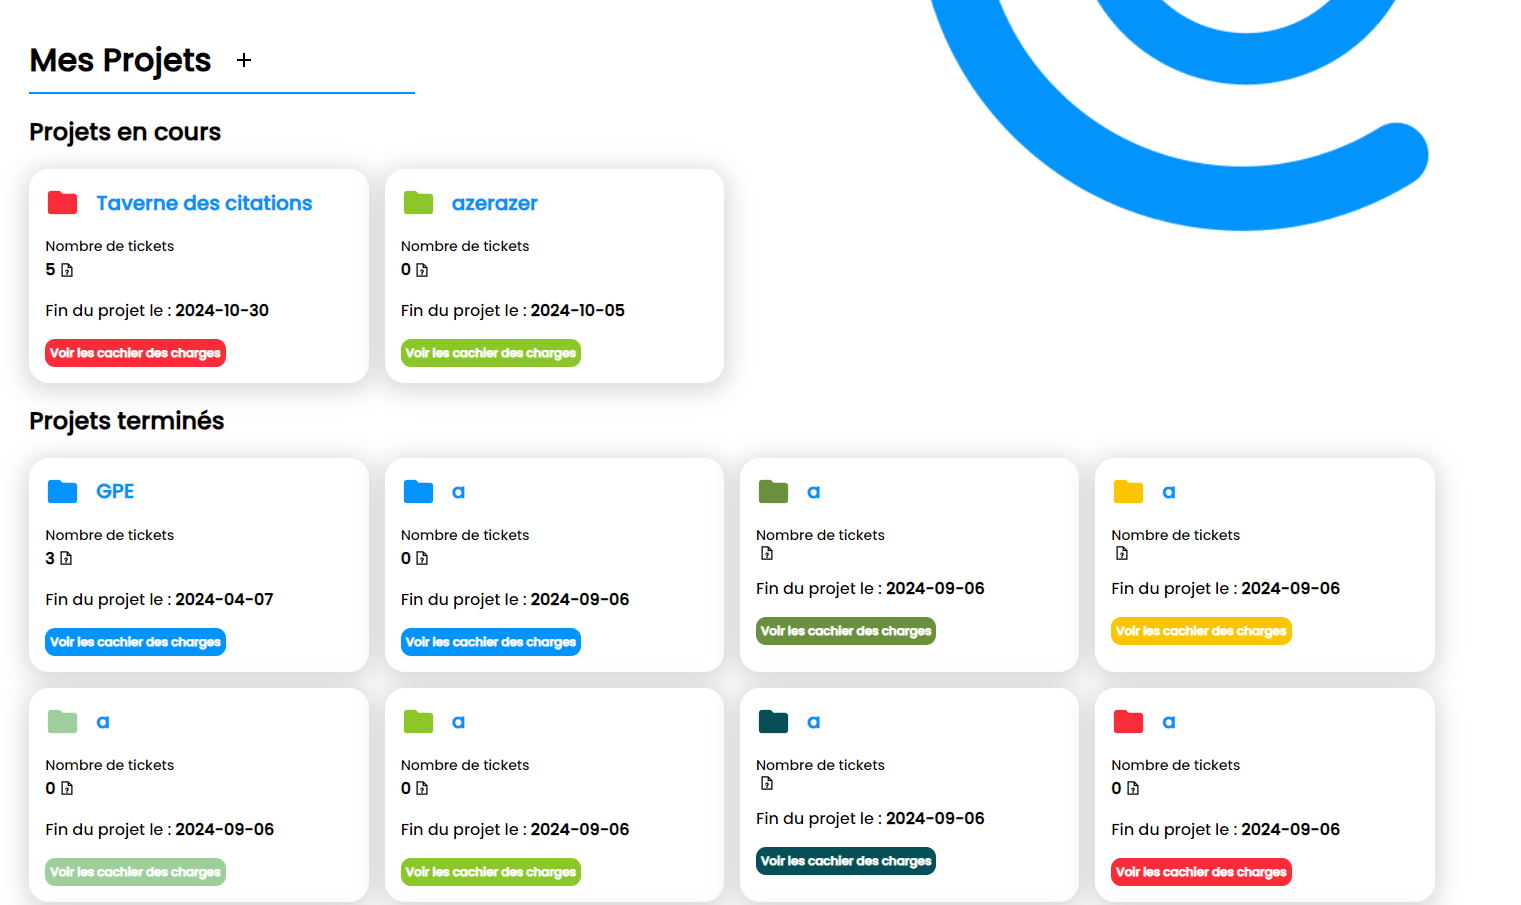 Mes Projets +
Projets en cours
Taverne des citations
Nombre de tickets
5
Fin du projet le : 2024-10-30
Voir les cachier des charges
azerazer
Nombre de tickets
0
Fin du projet le : 2024-10-05
Voir les cachier des charges
Projets terminés
GPE
Nombre de tickets
3
Fin du projet le : 2024-04-07
Voir les cachier des charges
a
Nombre de tickets
0
Fin du projet le : 2024-09-06
Voir les cachier des charges
a
Nombre de tickets
Fin du projet le : 2024-09-06
Voir les cachier des charges
a
Nombre de tickets
Fin du projet le : 2024-09-06
Voir les cachier des charges
a
Nombre de tickets
0
Fin du projet le : 2024-09-06
Voir les cachier des charges
a
Nombre de tickets
0
Fin du projet le : 2024-09-06
Voir les cachier des charges
a
Nombre de tickets
Fin du projet le : 2024-09-06
Voir les cachier des charges
a
Nombre de tickets
0
Fin du projet le : 2024-09-06
Voir les cachier des charges